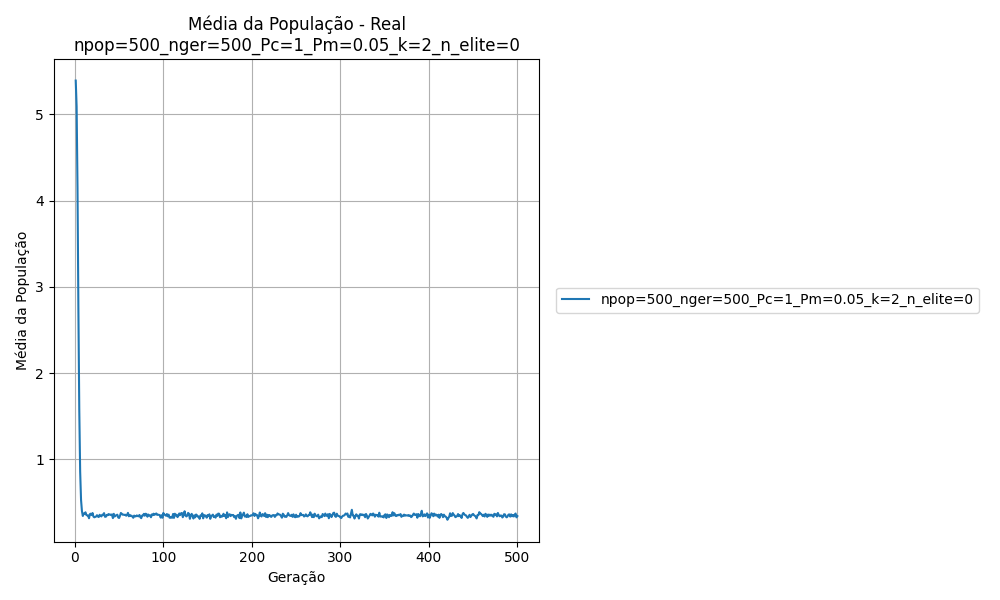 Média da População - Real
npop=500_nger=500_Pc=1_Pm=0.05_k=2_n_elite=0
Média da População
5
4
3
2
1
0
100
200
300
400
500
Geração
npop=500_nger=500_Pc=1_Pm=0.05_k=2_n_elite=0